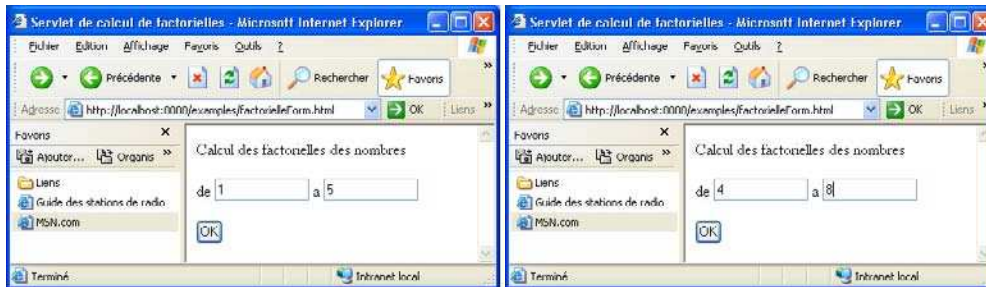 Servlet de calcul de factorielles - Microsoft Internet Explorer
Fichier Edition Affichage Favoris Outils ?
Précédente Rechercher Favoris »
Adresse http://localhost:8080/examples/factorielleForm.html OK Liens »
Favoris ×
Ajouter... Organis »
Liens
Guide des stations de radio
MSN.com
Calcul des factorielles des nombres
de 1 a 5
OK
Terminé Intranet local
Servlet de calcul de factorielles - Microsoft Internet Explorer
Fichier Edition Affichage Favoris Outils ?
Précédente Rechercher Favoris »
Adresse http://localhost:8080/examples/factorielleForm.html OK Liens »
Favoris ×
Ajouter... Organis »
Liens
Guide des stations de radio
MSN.com
Calcul des factorielles des nombres
de 4 a 8
OK
Terminé Intranet local